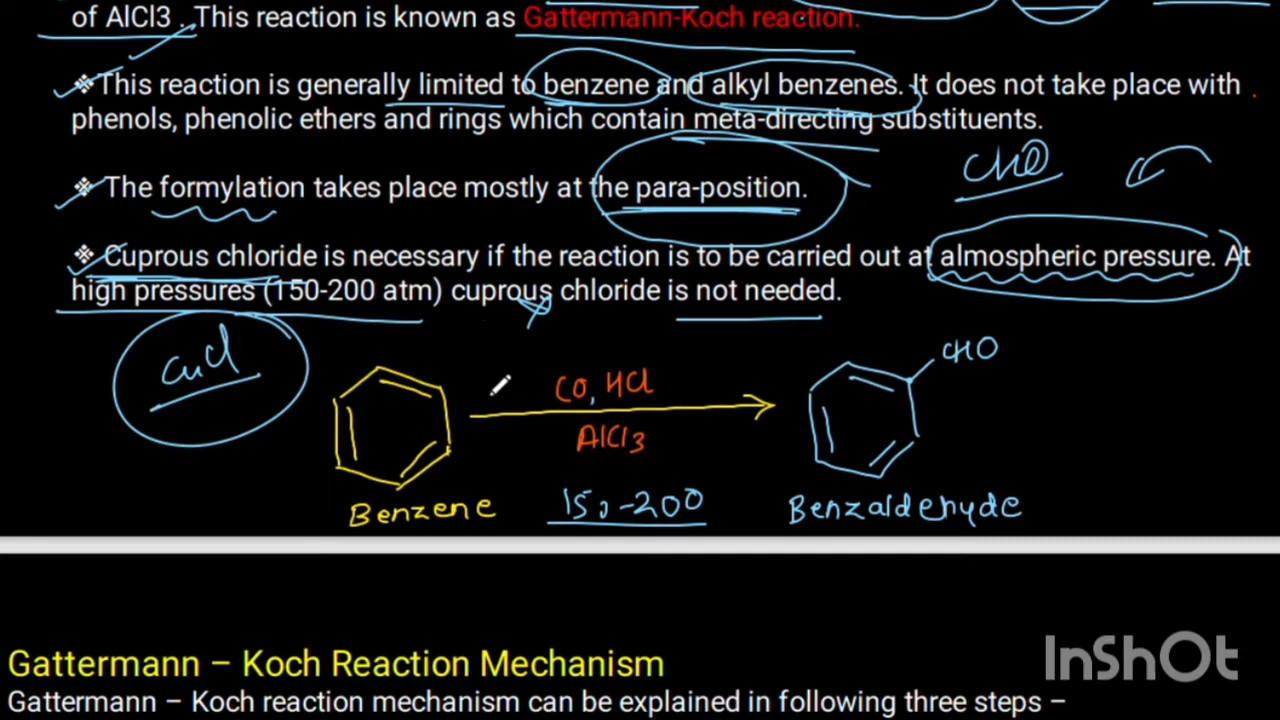 of AlCl3 . This reaction is known as Gattermann-Koch reaction.
❖ This reaction is generally limited to benzene and alkyl benzenes. It does not take place with
phenols, phenolic ethers and rings which contain meta-directing substituents.
CHO
❖ The formylation takes place mostly at the para-position.
❖ Cuprous chloride is necessary if the reaction is to be carried out at almospheric pressure. At
high pressures (150-200 atm) cuprous chloride is not needed.
CuCl
CHO
CO, HCl
AlCl3
Benzene 150-200 Benzaldehyde
Gattermann – Koch Reaction Mechanism
InShOt
Gattermann – Koch reaction mechanism can be explained in following three steps –